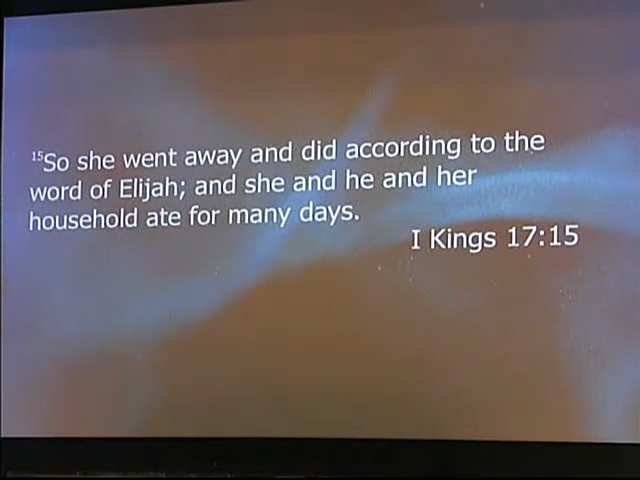 15So she went away and did according to the
word of Elijah; and she and he and her
household ate for many days.
I Kings 17:15